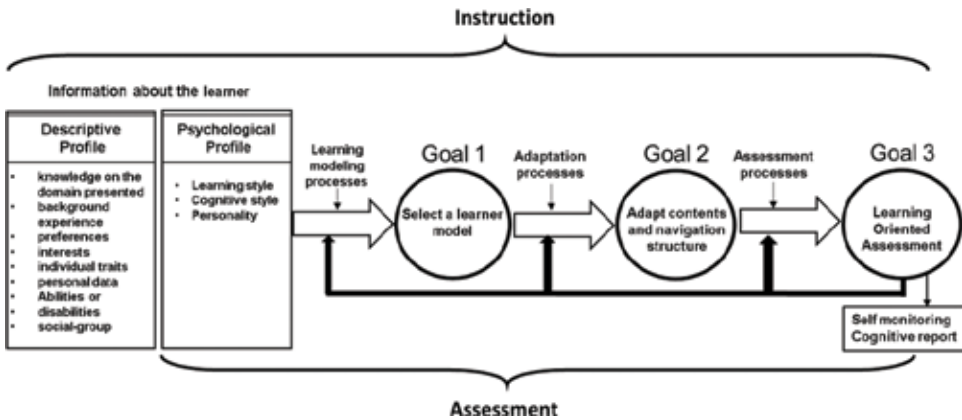 Instruction
Information about the learner
Descriptive
Profile
• knowledge on the
domain presented
• background
experience
• preferences
• interests
• individual traits
• personal data
• Abilities or
• disabilities
• social-group
Psychological
Profile
• Learning style
• Cognitive style
• Personality
Learning
modeling
processes
Goal 1
Select a learner
model
Adaptation
processes
Goal 2
Adapt contents
and navigation
structure
Assessment
processes
Goal 3
Learning
Oriented
Assessment
Self monitoring
Cognitive report
Assessment